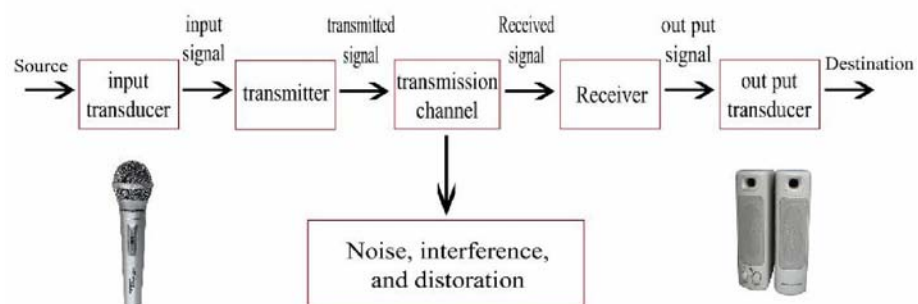 Source
input
transducer
input
signal
transmitter
transmitted
signal
transmission
channel
Received
signal
Receiver
out put
signal
out put
transducer
Destination
Noise, interference,
and distoration